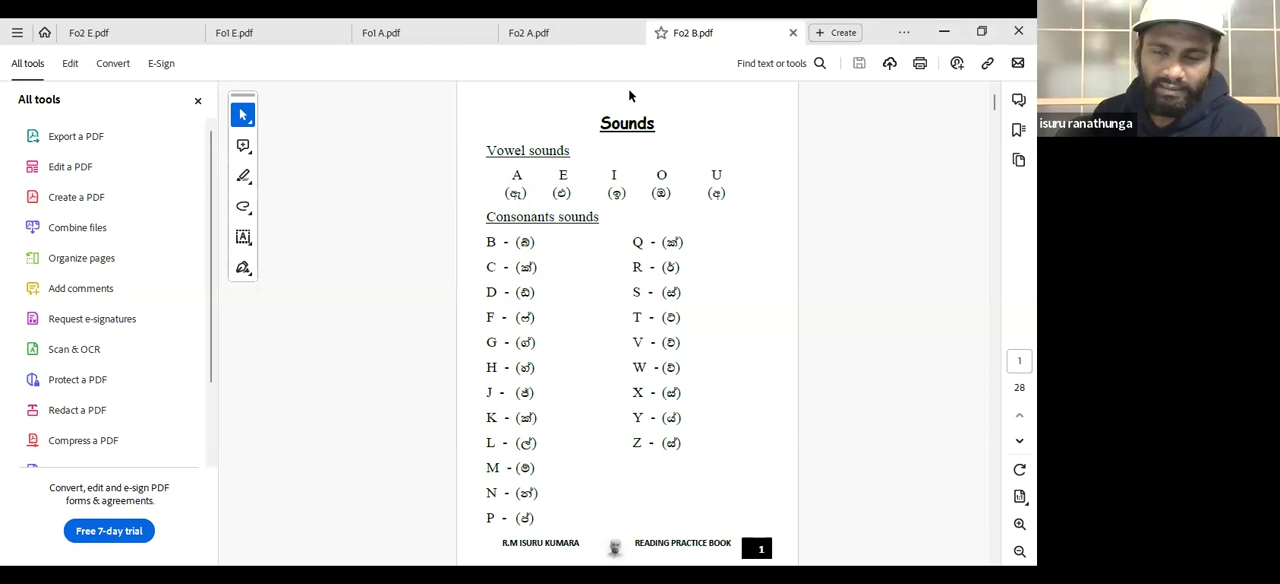 Fo2 E.pdf
Fo1 E.pdf
Fo1 A.pdf
Fo2 A.pdf
Fo2 B.pdf
Create
All tools
Edit
Convert
E-Sign
Find text or tools
All tools
Export a PDF
Edit a PDF
Create a PDF
Combine files
Organize pages
Add comments
Request e-signatures
Scan & OCR
Protect a PDF
Redact a PDF
Compress a PDF
Convert, edit and e-sign PDF
forms & agreements.
Free 7-day trial
Sounds
Vowel sounds
A E I O U
(ඇ) (එ) (ඉ) (ඔ) (අ)
Consonants sounds
B - (බ්) Q - (ක්)
C - (ක්) R - (ර්)
D - (ඩ්) S - (ස්)
F - (ෆ්) T - (ට්)
G - (ග්) V - (ව්)
H - (හ්) W - (ව්)
J - (ජ්) X - (ස්)
K - (ක්) Y - (ය්)
L - (ල්) Z - (ස්)
M - (ම්)
N - (න්)
P - (ප්)
R.M ISURU KUMARA READING PRACTICE BOOK 1
1
28
isuru ranathunga